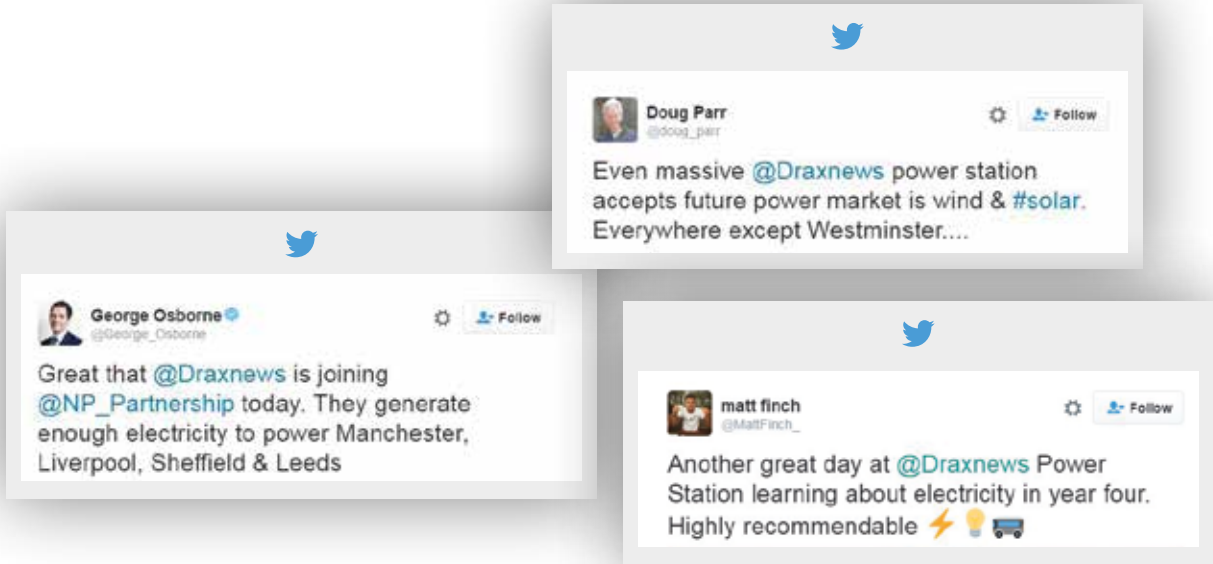 Doug Parr
@doug_parr
Follow
Even massive @Draxnews power station
accepts future power market is wind & #solar.
Everywhere except Westminster....
George Osborne
@George_Osborne
Follow
Great that @Draxnews is joining
@NP_Partnership today. They generate
enough electricity to power Manchester,
Liverpool, Sheffield & Leeds
matt finch
@MattFinch_
Follow
Another great day at @Draxnews Power
Station learning about electricity in year four.
Highly recommendable ⚡💡🚌